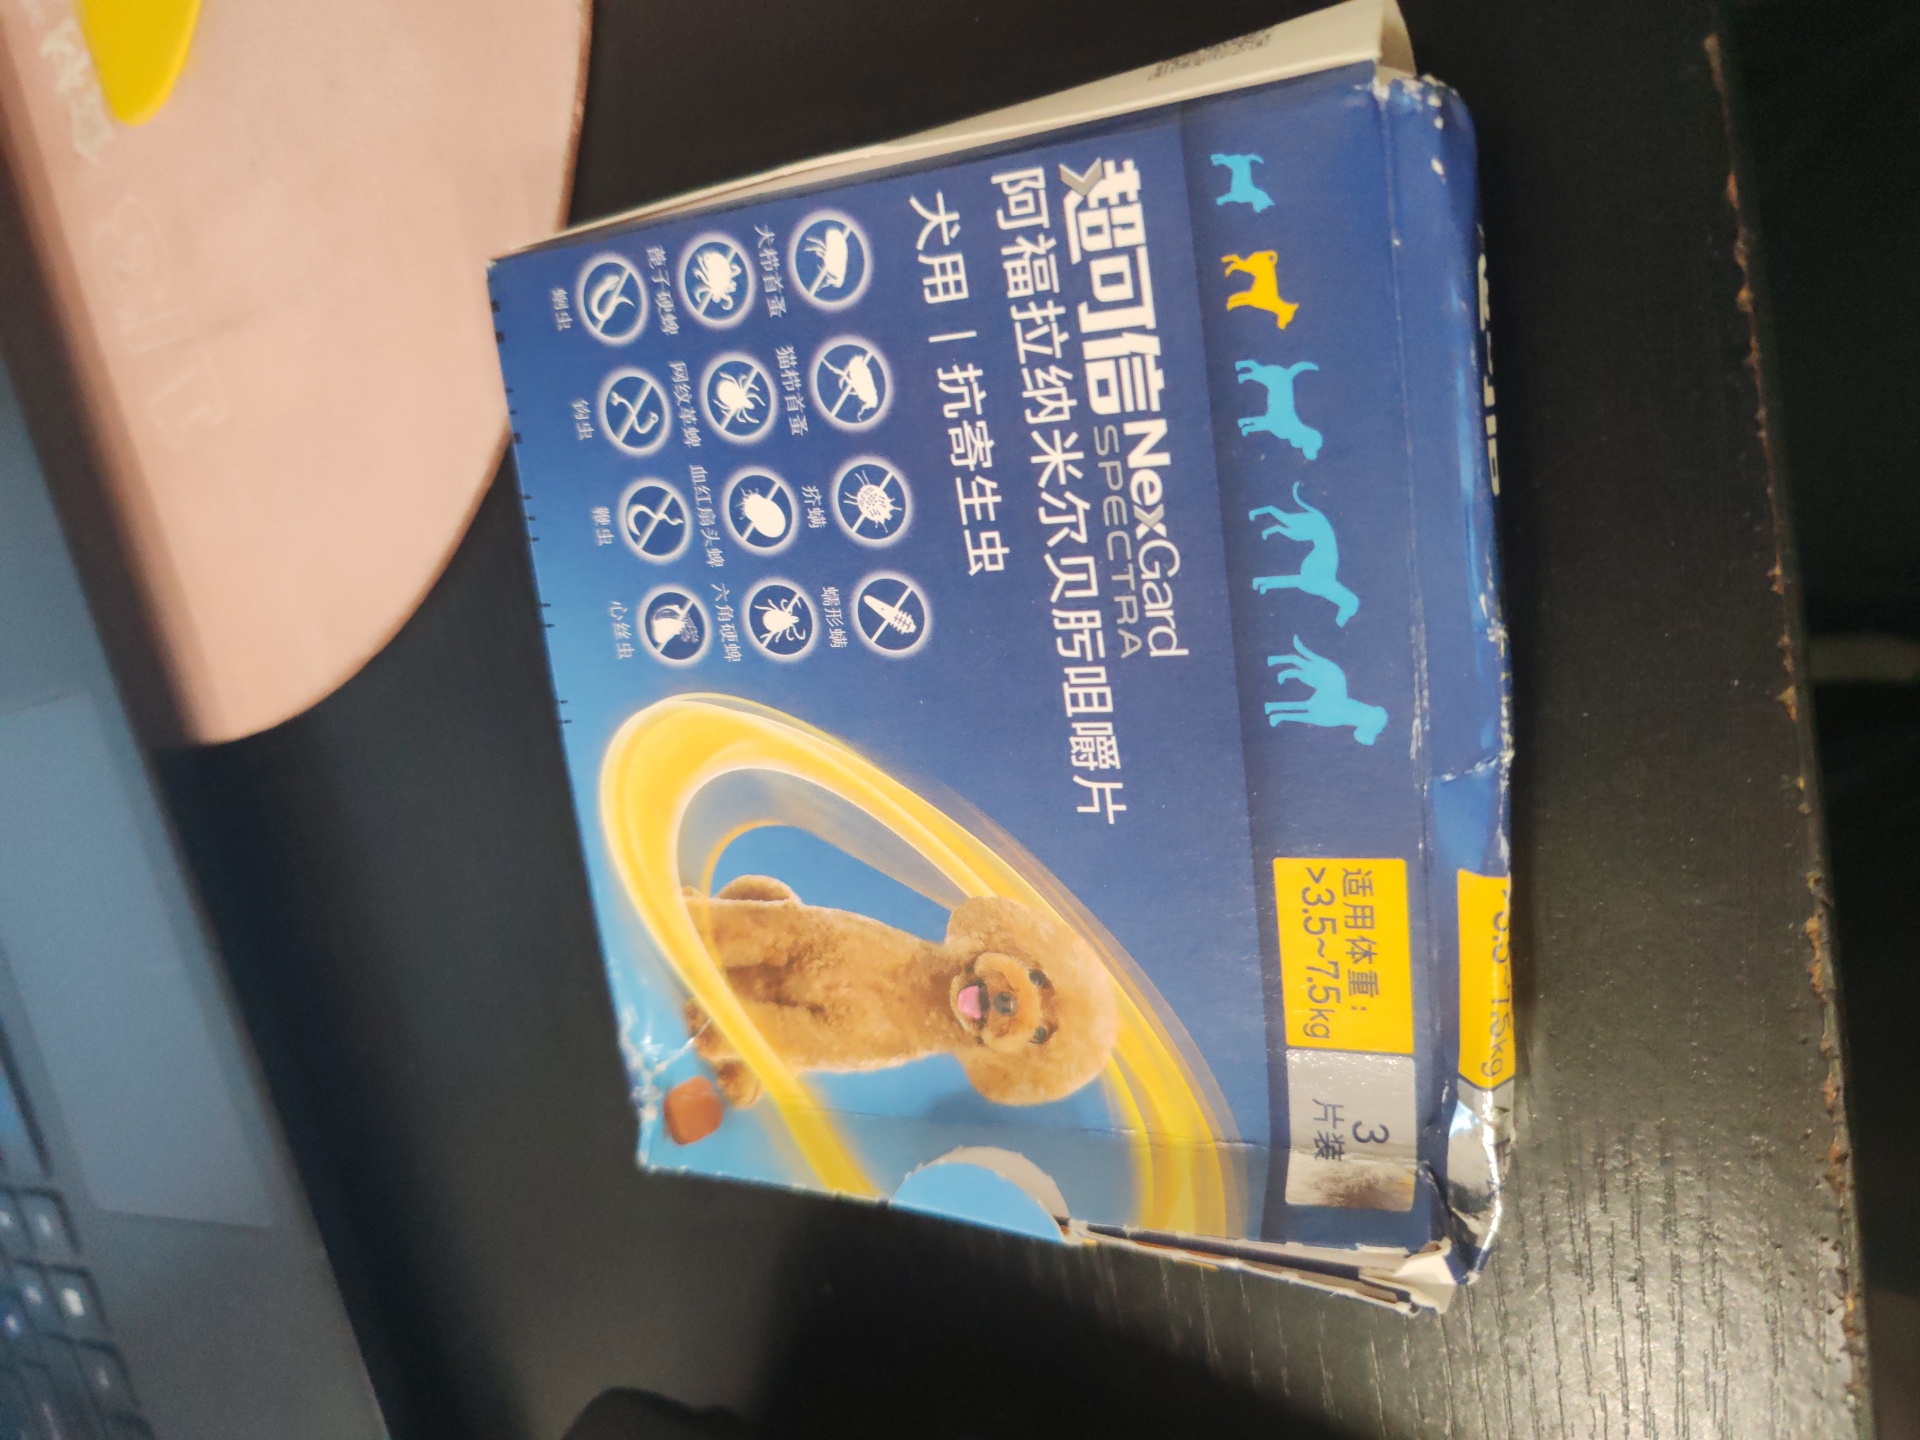 适用体重：
>3.5~7.5kg
3
片装
超可信 NexGard
SPECTRA
阿福拉纳米尔贝肟咀嚼片
犬用 | 抗寄生虫
犬栉首蚤 猫栉首蚤 疥螨 蠕形螨
篦子硬蜱 网纹革蜱 血红扇头蜱 六角硬蜱
蛔虫 钩虫 鞭虫 心丝虫